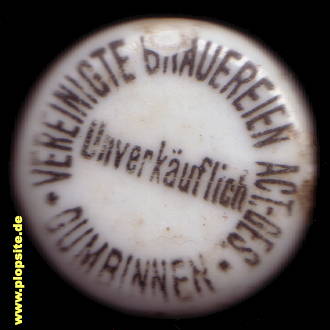 VEREINIGTE BRAUEREIEN ACT-GES.
Unverkäuflich
* GUMBINNEN *
www.plopsite.de